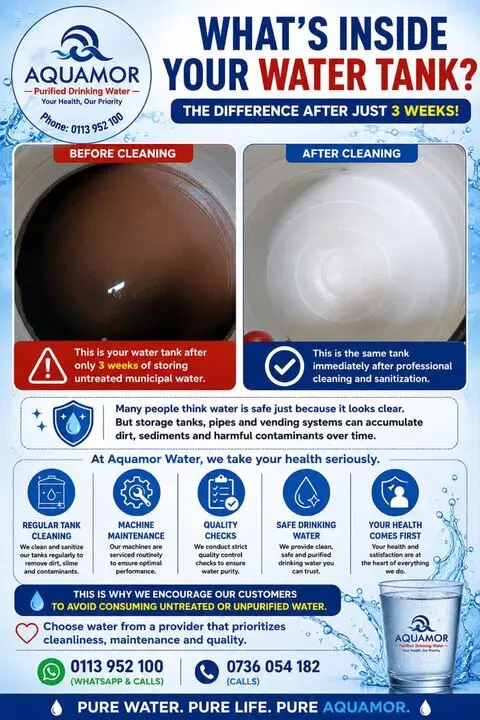 AQUAMOR
Purified Drinking Water
Your Health, Our Priority
Phone: 0113 952 100
WHAT'S INSIDE
YOUR WATER TANK?
THE DIFFERENCE AFTER JUST 3 WEEKS!
BEFORE CLEANING
This is your water tank after
only 3 weeks of storing
untreated municipal water.
AFTER CLEANING
This is the same tank
immediately after professional
cleaning and sanitization.
Many people think water is safe just because it looks clear.
But storage tanks, pipes and vending systems can accumulate
dirt, sediments and harmful contaminants over time.
At Aquamor Water, we take your health seriously.
REGULAR TANK
CLEANING
We clean and sanitize
our tanks regularly to
remove dirt, slime
and contaminants.
MACHINE
MAINTENANCE
Our machines are
serviced routinely
to ensure optimal
performance.
QUALITY
CHECKS
We conduct strict
quality control
checks to ensure
water purity.
SAFE DRINKING
WATER
We provide clean,
safe and purified
drinking water you
can trust.
YOUR HEALTH
COMES FIRST
Your health and
satisfaction are at
the heart of everything
we do.
THIS IS WHY WE ENCOURAGE OUR CUSTOMERS
TO AVOID CONSUMING UNTREATED OR UNPURIFIED WATER.
Choose water from a provider that prioritizes
cleanliness, maintenance and quality.
AQUAMOR
Purified Drinking Water
Your Health, Our Priority
0113 952 100
(WHATSAPP & CALLS)
0736 054 182
(CALLS)
PURE WATER. PURE LIFE. PURE AQUAMOR.